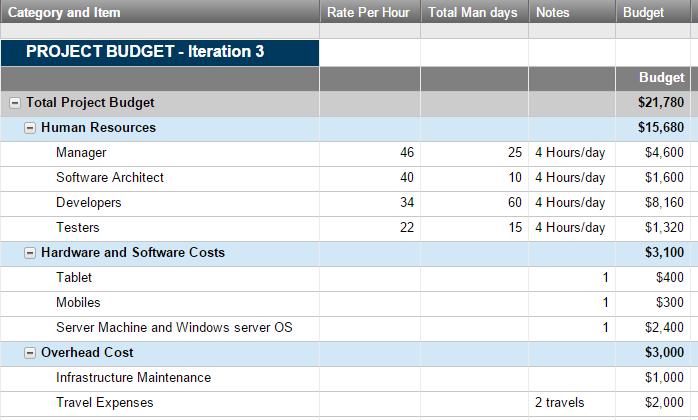 Category and Item Rate Per Hour Total Man days Notes Budget
PROJECT BUDGET - Iteration 3
Budget
Total Project Budget $21,780
Human Resources $15,680
Manager 46 25 4 Hours/day $4,600
Software Architect 40 10 4 Hours/day $1,600
Developers 34 60 4 Hours/day $8,160
Testers 22 15 4 Hours/day $1,320
Hardware and Software Costs $3,100
Tablet 1 $400
Mobiles 1 $300
Server Machine and Windows server OS 1 $2,400
Overhead Cost $3,000
Infrastructure Maintenance $1,000
Travel Expenses 2 travels $2,000